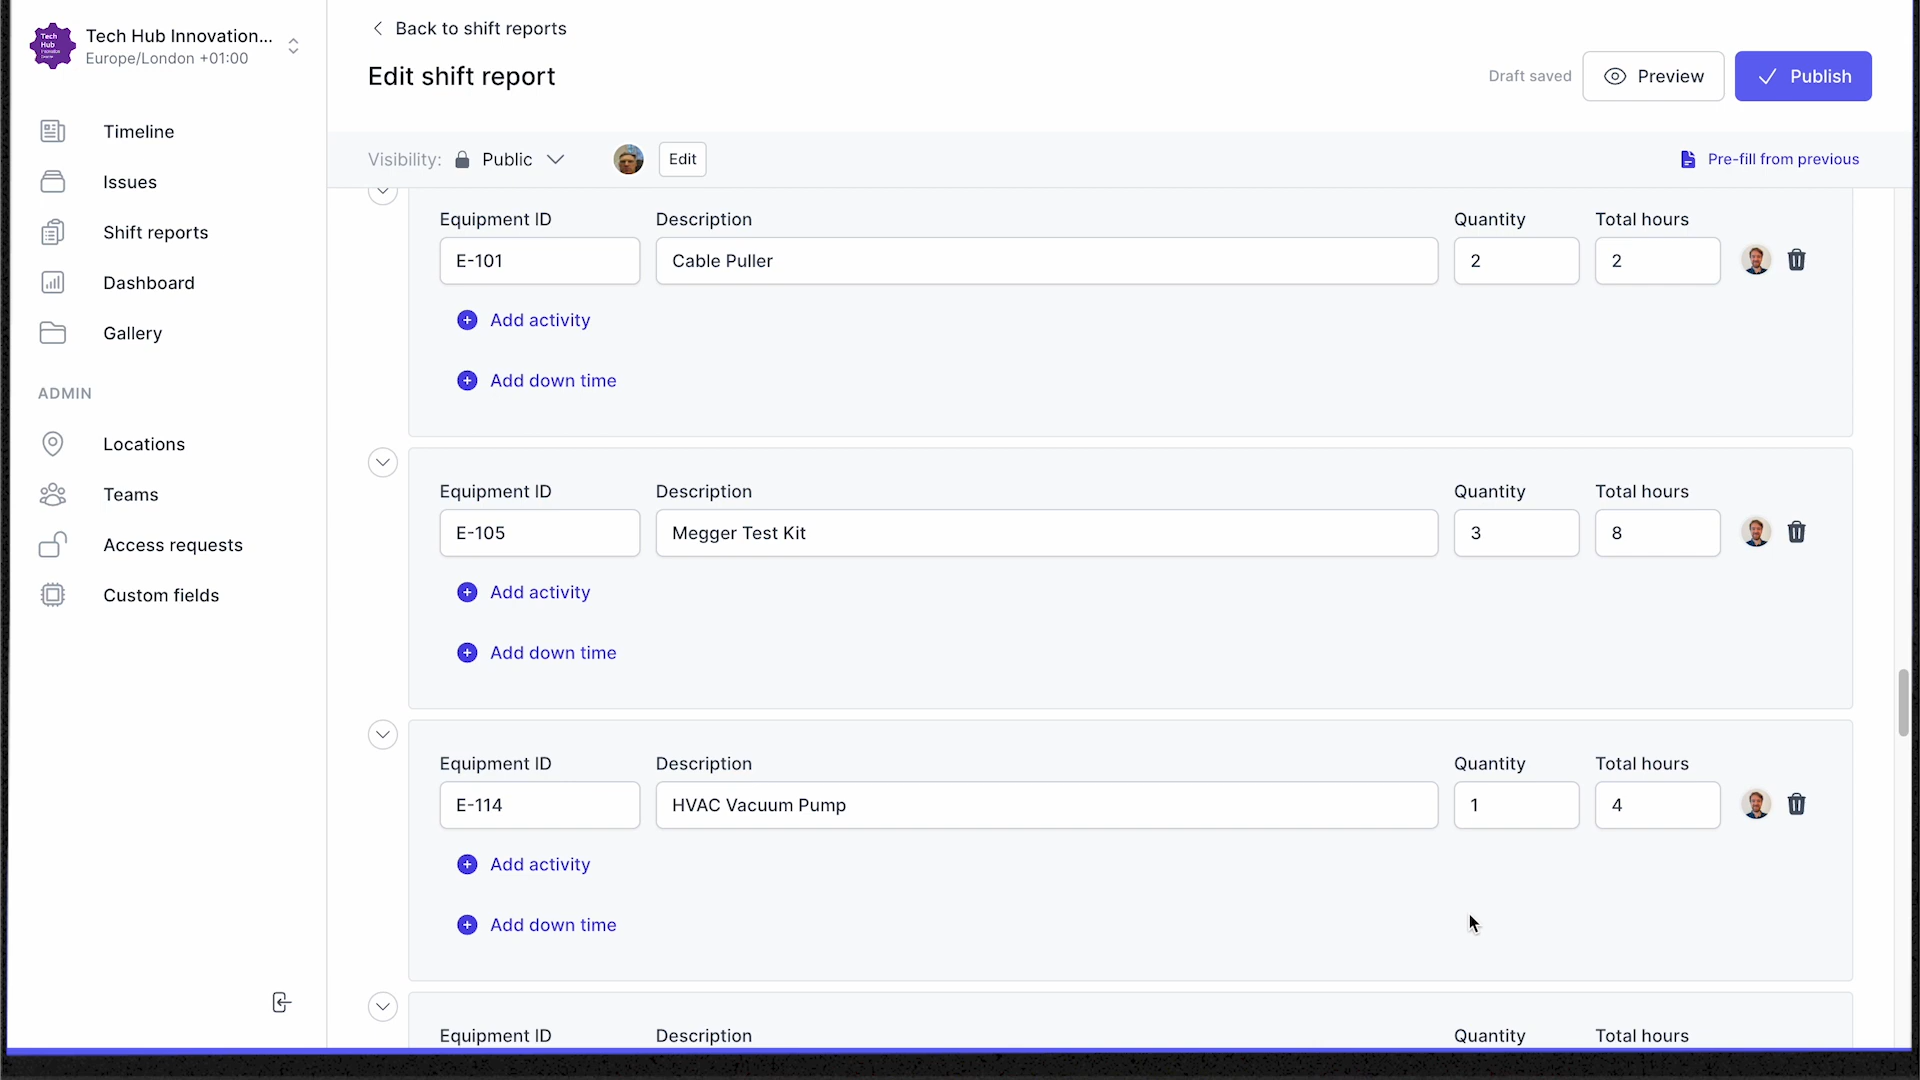 Tech Hub Innovation...
Europe/London +01:00
Timeline
Issues
Shift reports
Dashboard
Gallery
ADMIN
Locations
Teams
Access requests
Custom fields
Back to shift reports
Edit shift report
Draft saved
Preview
Publish
Visibility: Public
Edit
Pre-fill from previous
Equipment ID Description Quantity Total hours
E-101 Cable Puller 2 2
Add activity
Add down time
Equipment ID Description Quantity Total hours
E-105 Megger Test Kit 3 8
Add activity
Add down time
Equipment ID Description Quantity Total hours
E-114 HVAC Vacuum Pump 1 4
Add activity
Add down time
Equipment ID Description Quantity Total hours